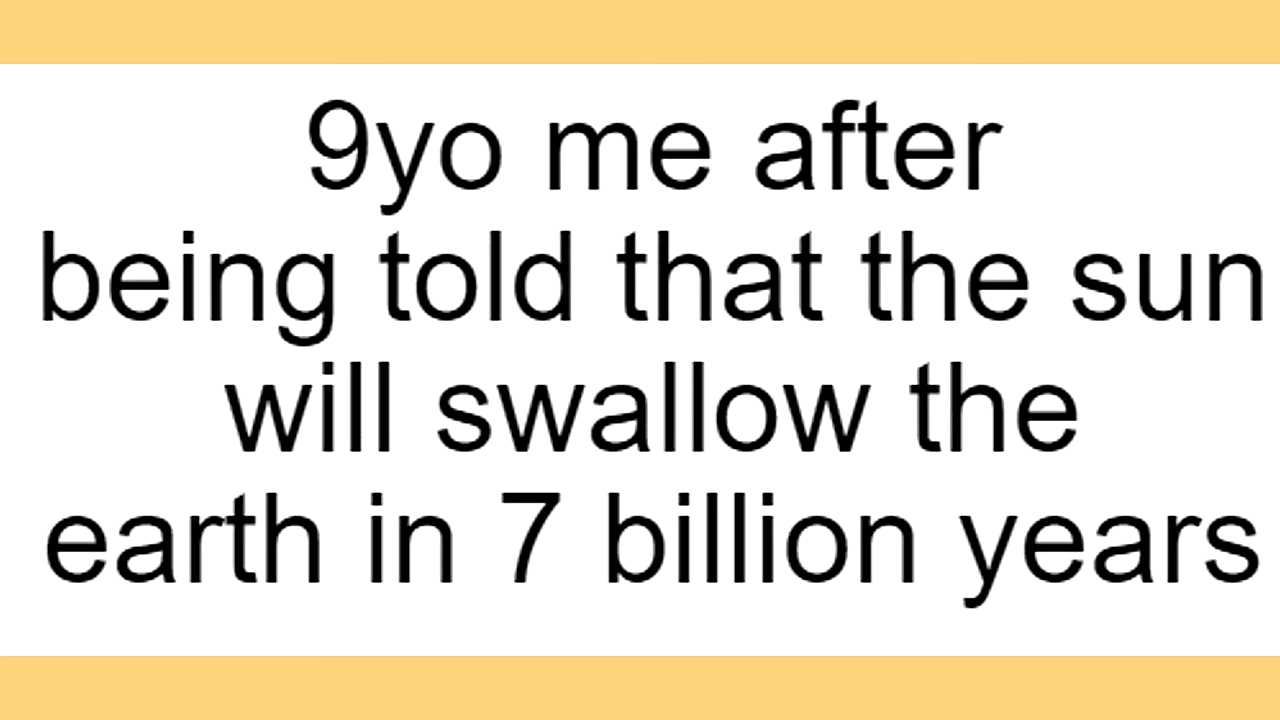 9yo me after
being told that the sun
will swallow the
earth in 7 billion years